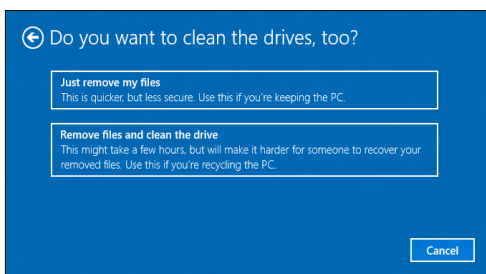 Do you want to clean the drives, too?
Just remove my files
This is quicker, but less secure. Use this if you're keeping the PC.
Remove files and clean the drive
This might take a few hours, but will make it harder for someone to recover your
removed files. Use this if you're recycling the PC.
Cancel